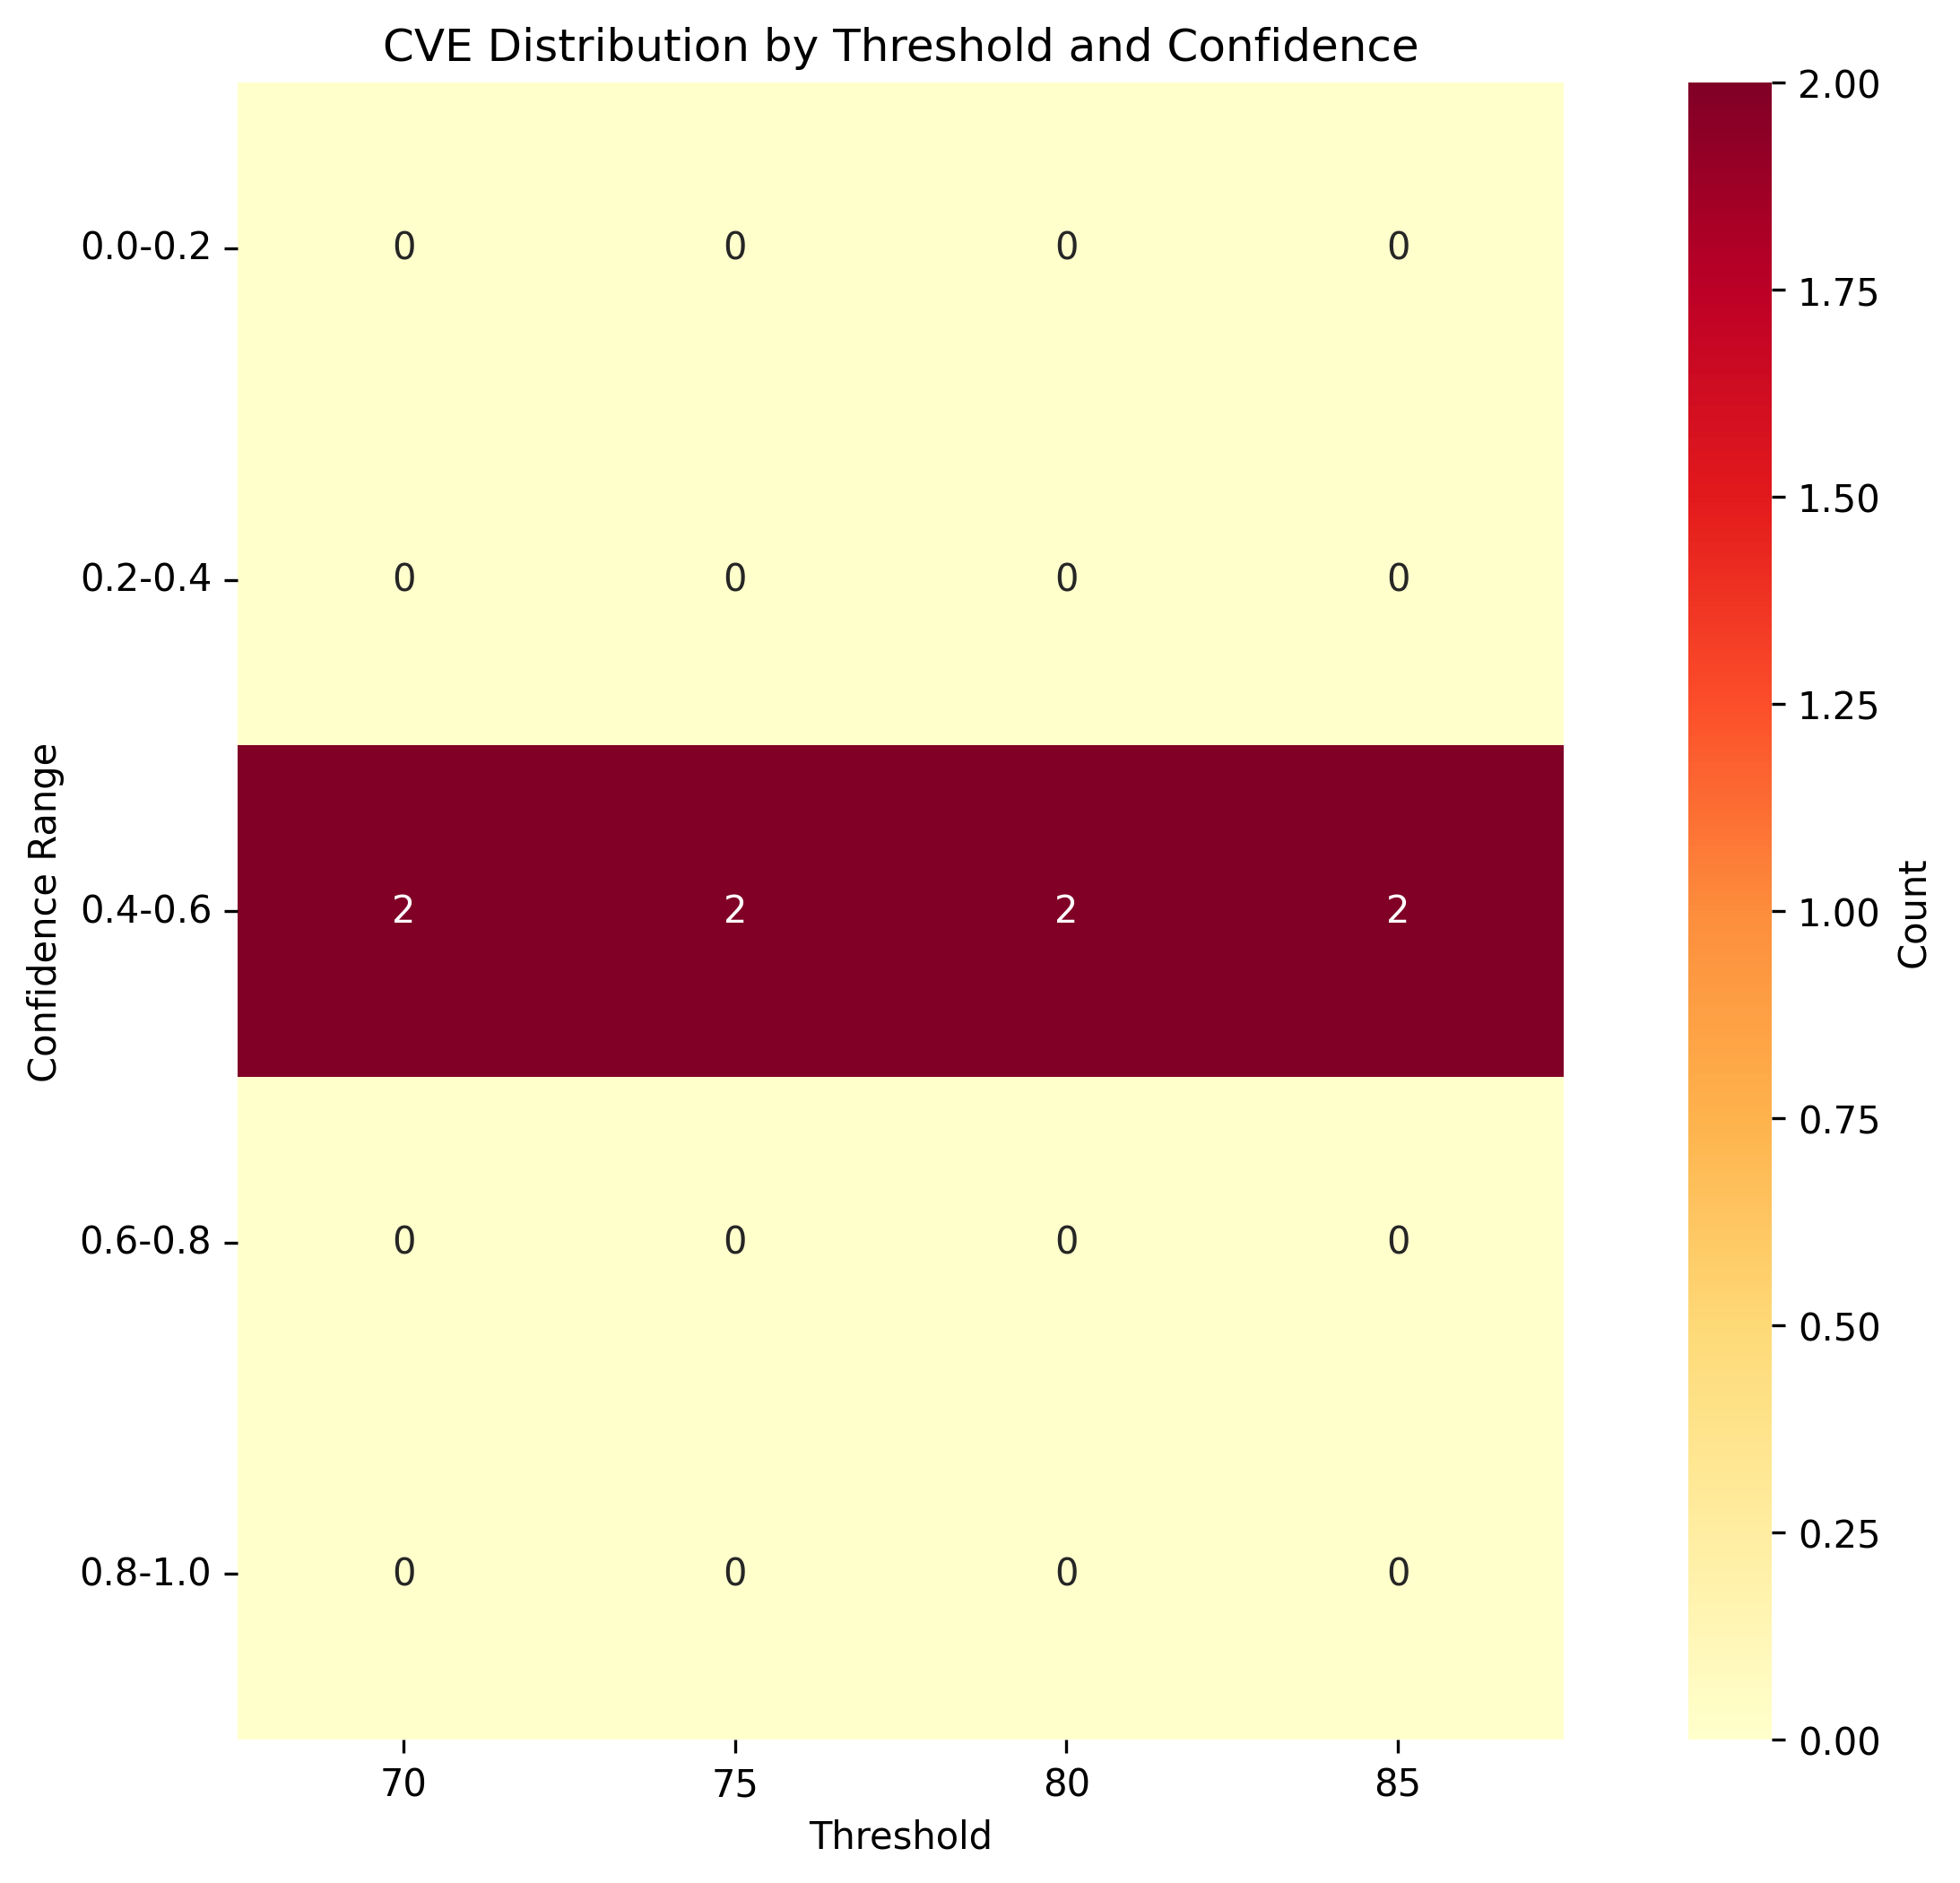 CVE Distribution by Threshold and Confidence
Confidence Range
0.0-0.2 0 0 0 0
0.2-0.4 0 0 0 0
0.4-0.6 2 2 2 2
0.6-0.8 0 0 0 0
0.8-1.0 0 0 0 0
70 75 80 85
Threshold
2.00
1.75
1.50
1.25
1.00
0.75
0.50
0.25
0.00
Count